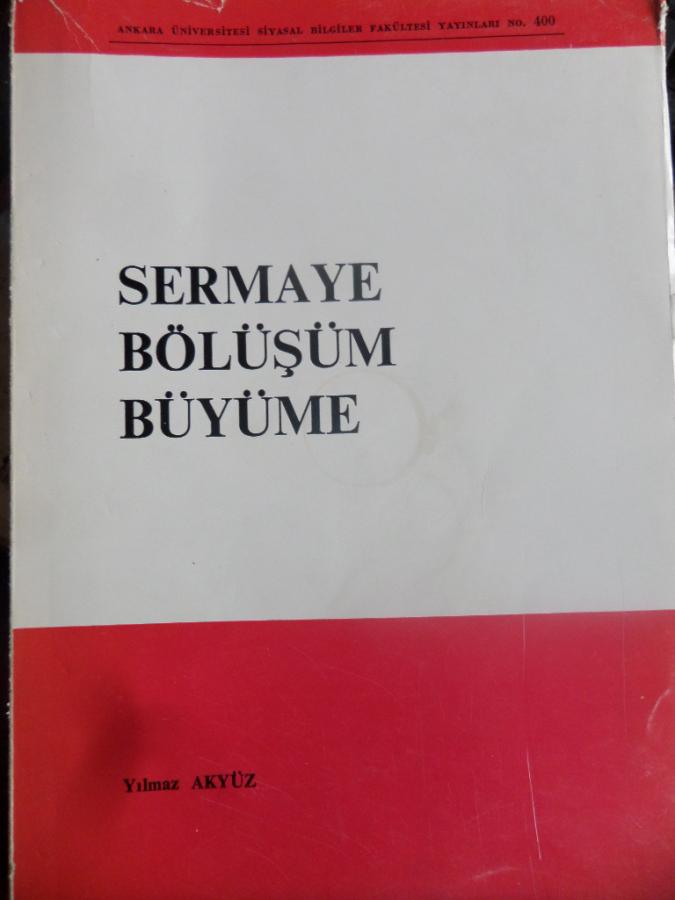 ANKARA ÜNİVERSİTESİ SİYASAL BİLGİLER FAKÜLTESİ YAYINLARI NO. 400
SERMAYE
BÖLÜŞÜM
BÜYÜME
Yılmaz AKYÜZ